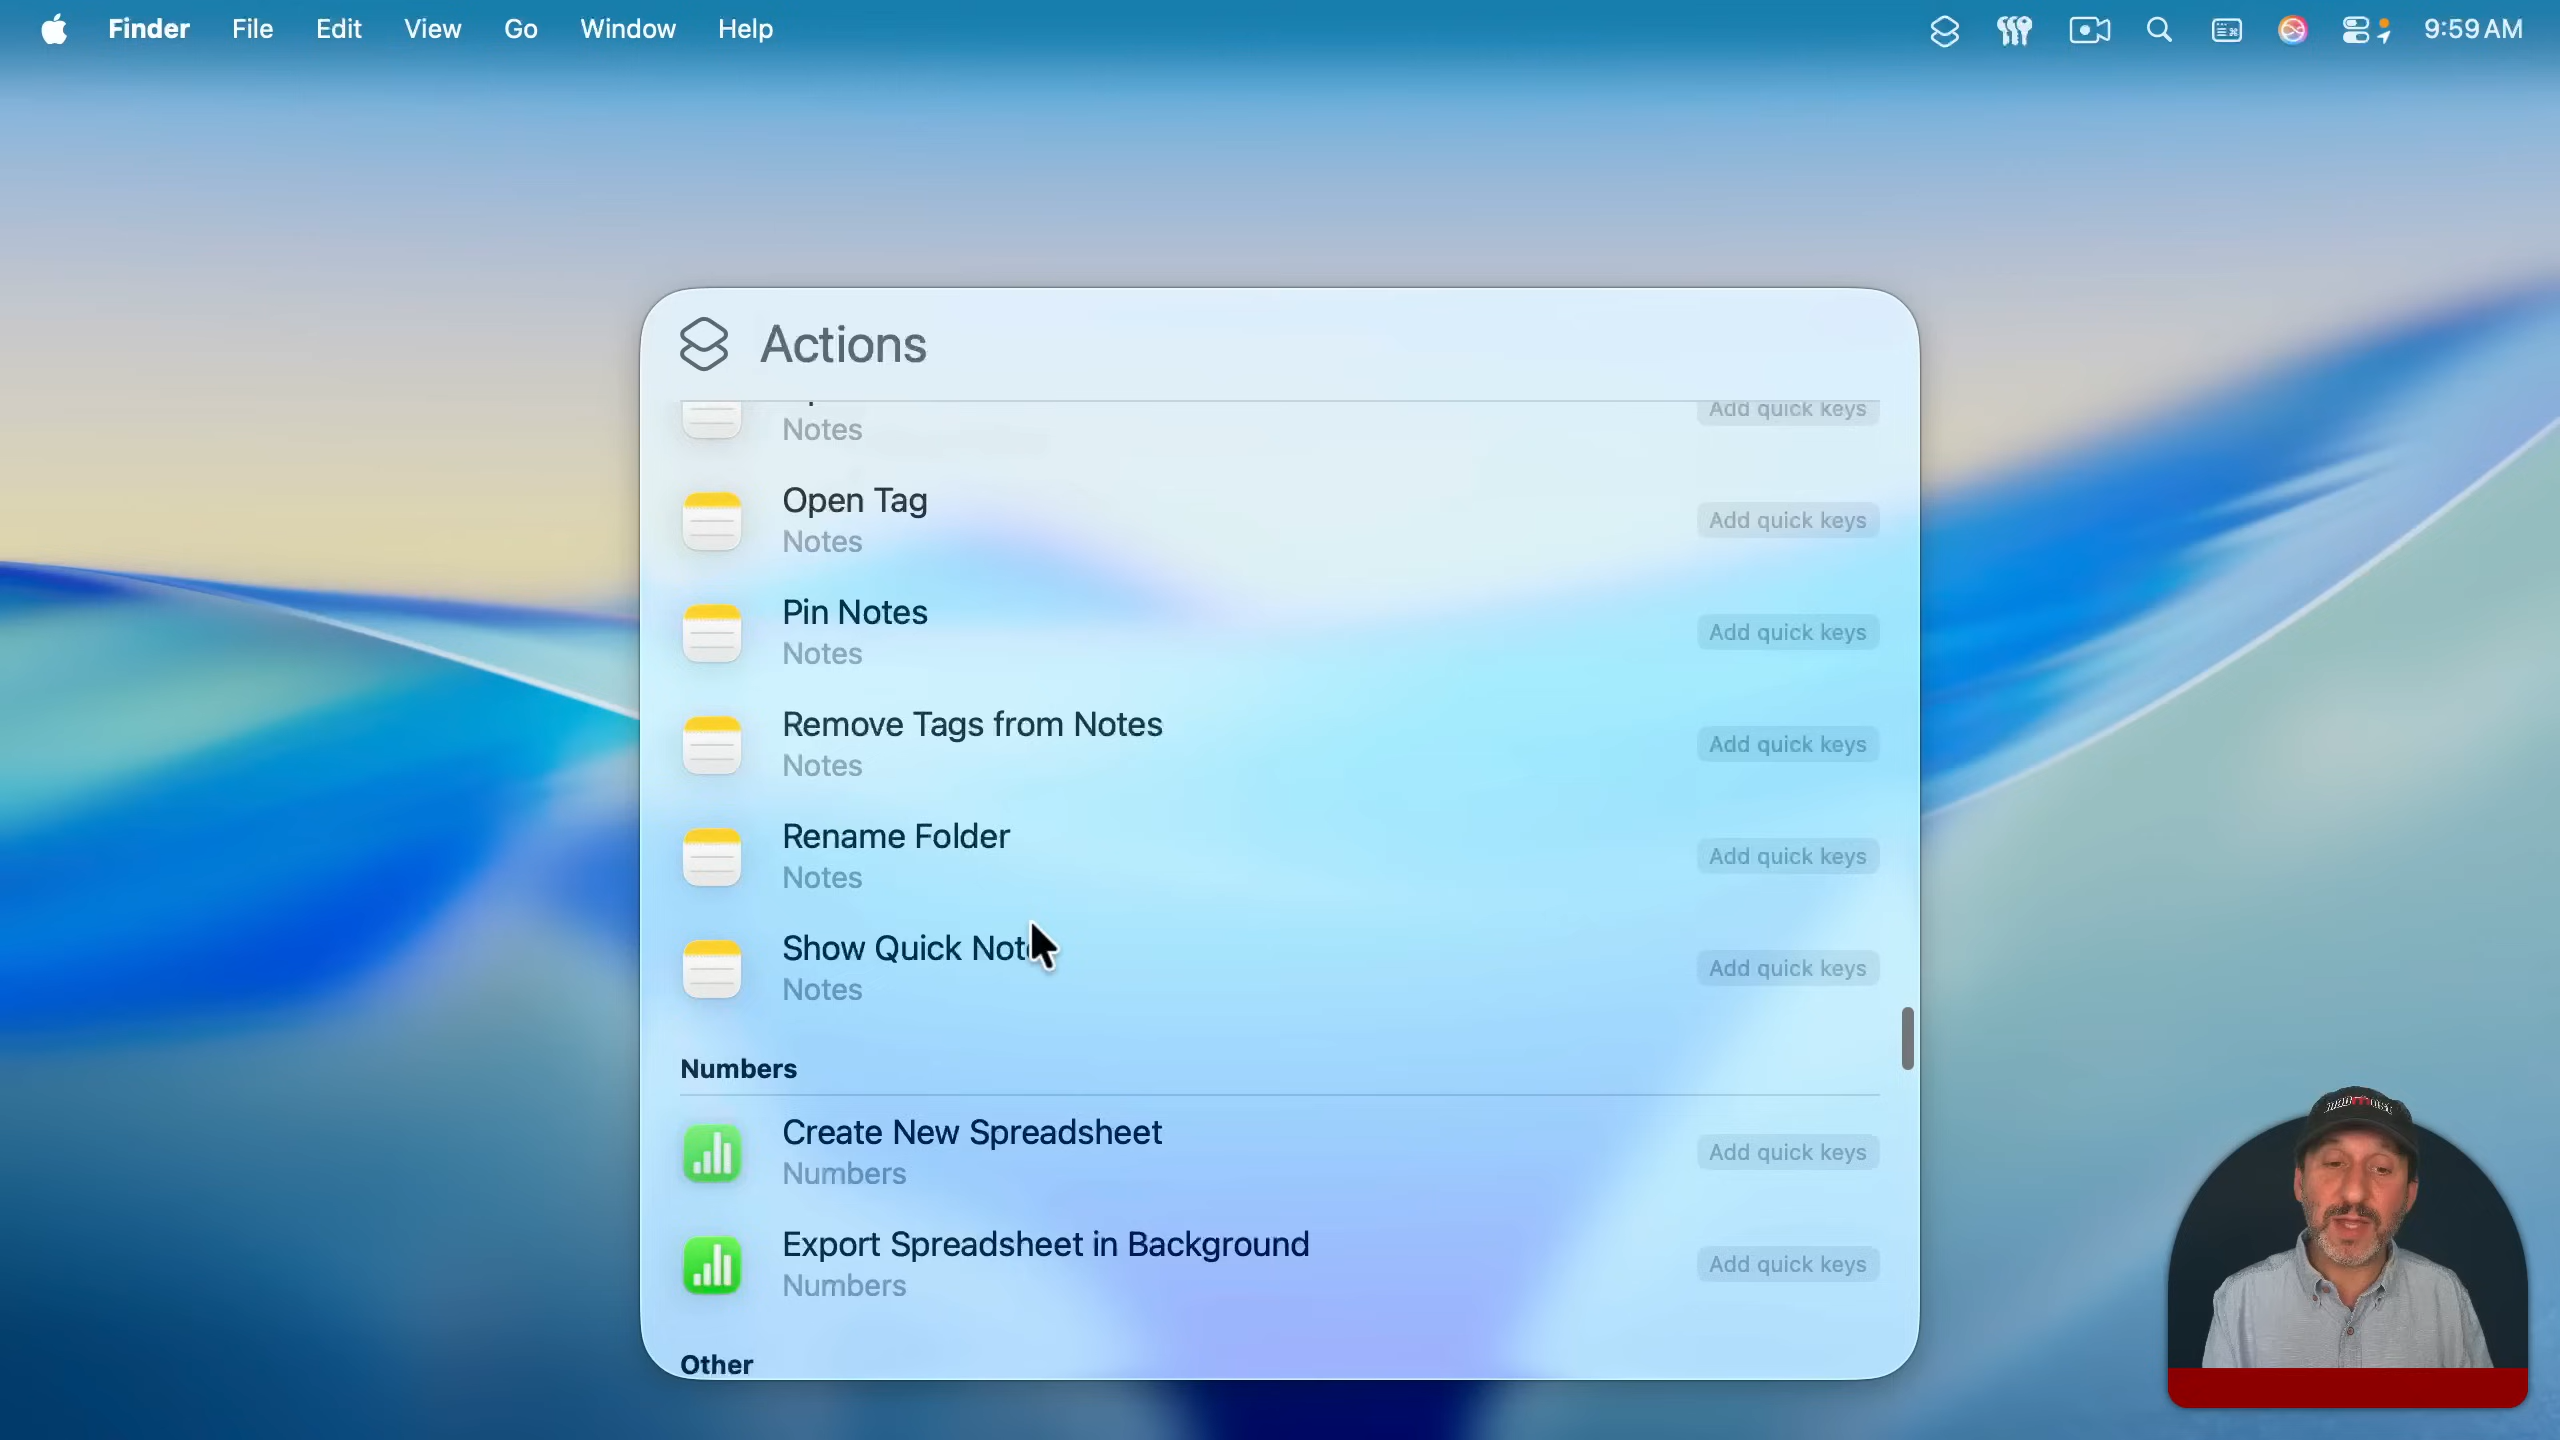 Finder File Edit View Go Window Help 9:59 AM
Actions
Notes Add quick keys
Open Tag
Notes Add quick keys
Pin Notes
Notes Add quick keys
Remove Tags from Notes
Notes Add quick keys
Rename Folder
Notes Add quick keys
Show Quick Note
Notes Add quick keys
Numbers
Create New Spreadsheet
Numbers Add quick keys
Export Spreadsheet in Background
Numbers Add quick keys
Other